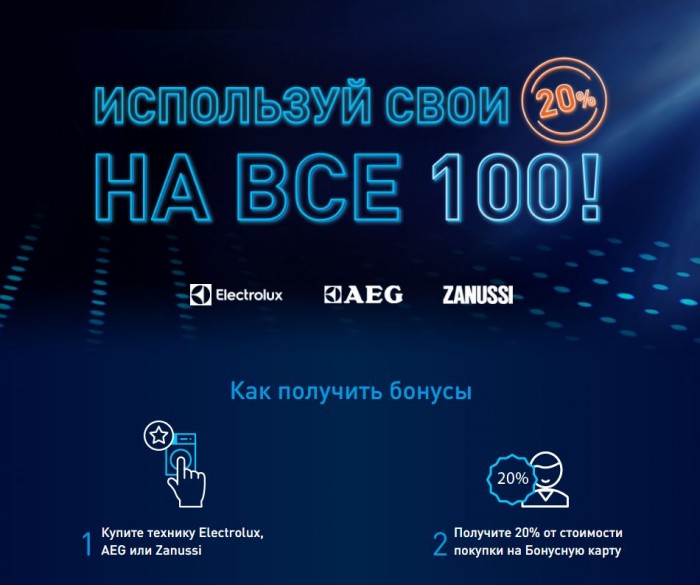 ИСПОЛЬЗУЙ СВОИ 20%
НА ВСЕ 100!
Electrolux AEG ZANUSSI
Как получить бонусы
20%
1 Купите технику Electrolux,
AEG или Zanussi
2 Получите 20% от стоимости
покупки на Бонусную карту